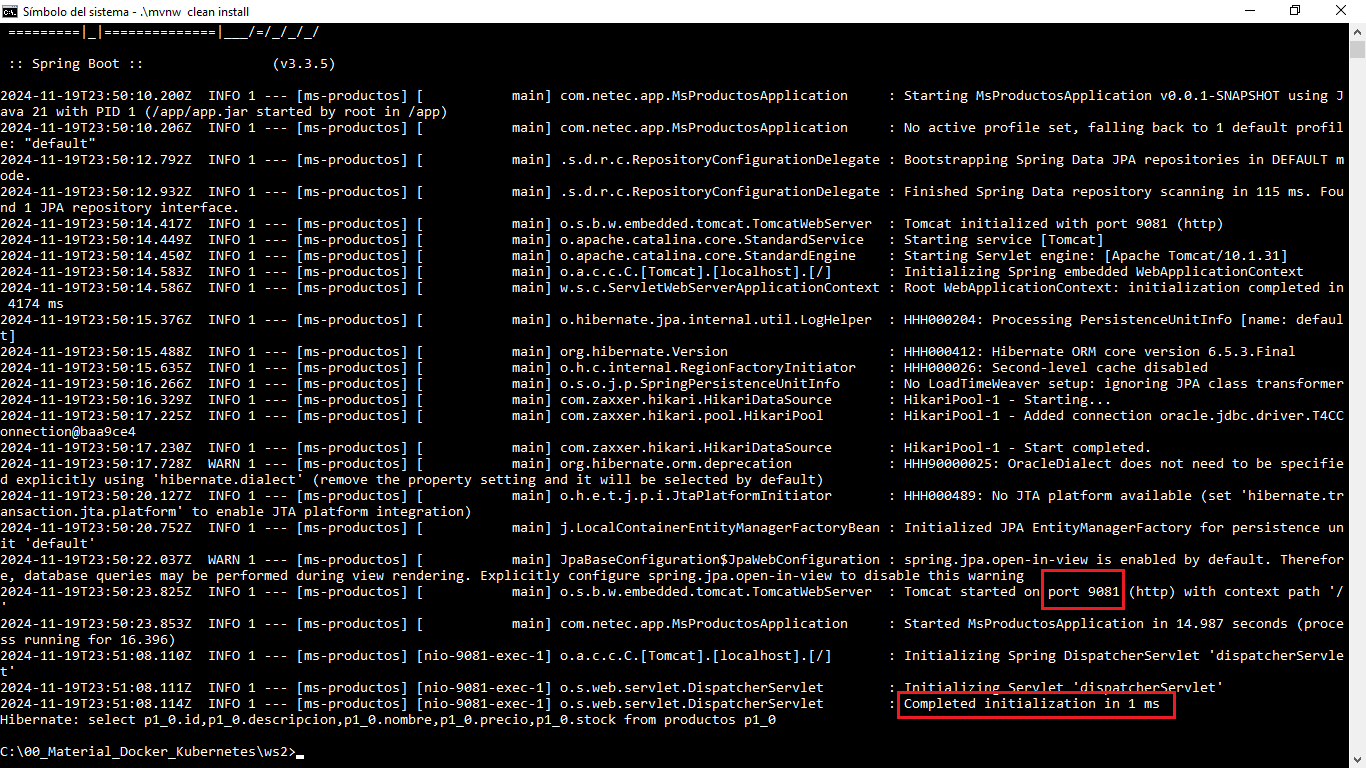 Símbolo del sistema - .\mvnw  clean install
=========|_|==============|___/=/_/_/_/
:: Spring Boot ::                (v3.3.5)
2024-11-19T23:50:10.200Z  INFO 1 --- [ms-productos] [           main] com.netec.app.MsProductosApplication     : Starting MsProductosApplication v0.0.1-SNAPSHOT using J
ava 21 with PID 1 (/app/app.jar started by root in /app)
2024-11-19T23:50:10.206Z  INFO 1 --- [ms-productos] [           main] com.netec.app.MsProductosApplication     : No active profile set, falling back to 1 default profil
e: "default"
2024-11-19T23:50:12.792Z  INFO 1 --- [ms-productos] [           main] .s.d.r.c.RepositoryConfigurationDelegate : Bootstrapping Spring Data JPA repositories in DEFAULT m
ode.
2024-11-19T23:50:12.932Z  INFO 1 --- [ms-productos] [           main] .s.d.r.c.RepositoryConfigurationDelegate : Finished Spring Data repository scanning in 115 ms. Fou
nd 1 JPA repository interface.
2024-11-19T23:50:14.417Z  INFO 1 --- [ms-productos] [           main] o.s.b.w.embedded.tomcat.TomcatWebServer  : Tomcat initialized with port 9081 (http)
2024-11-19T23:50:14.449Z  INFO 1 --- [ms-productos] [           main] o.apache.catalina.core.StandardService   : Starting service [Tomcat]
2024-11-19T23:50:14.450Z  INFO 1 --- [ms-productos] [           main] o.apache.catalina.core.StandardEngine    : Starting Servlet engine: [Apache Tomcat/10.1.31]
2024-11-19T23:50:14.583Z  INFO 1 --- [ms-productos] [           main] o.a.c.c.C.[Tomcat].[localhost].[/]       : Initializing Spring embedded WebApplicationContext
2024-11-19T23:50:14.586Z  INFO 1 --- [ms-productos] [           main] w.s.c.ServletWebServerApplicationContext : Root WebApplicationContext: initialization completed in
 4174 ms
2024-11-19T23:50:15.376Z  INFO 1 --- [ms-productos] [           main] o.hibernate.jpa.internal.util.LogHelper  : HHH000204: Processing PersistenceUnitInfo [name: defaul
t]
2024-11-19T23:50:15.488Z  INFO 1 --- [ms-productos] [           main] org.hibernate.Version                    : HHH000412: Hibernate ORM core version 6.5.3.Final
2024-11-19T23:50:15.635Z  INFO 1 --- [ms-productos] [           main] o.h.c.internal.RegionFactoryInitiator    : HHH000026: Second-level cache disabled
2024-11-19T23:50:16.266Z  INFO 1 --- [ms-productos] [           main] o.s.o.j.p.SpringPersistenceUnitInfo      : No LoadTimeWeaver setup: ignoring JPA class transformer
2024-11-19T23:50:16.329Z  INFO 1 --- [ms-productos] [           main] com.zaxxer.hikari.HikariDataSource       : HikariPool-1 - Starting...
2024-11-19T23:50:17.225Z  INFO 1 --- [ms-productos] [           main] com.zaxxer.hikari.pool.HikariPool        : HikariPool-1 - Added connection oracle.jdbc.driver.T4CC
onnection@baa9ce4
2024-11-19T23:50:17.230Z  INFO 1 --- [ms-productos] [           main] com.zaxxer.hikari.HikariDataSource       : HikariPool-1 - Start completed.
2024-11-19T23:50:17.728Z  WARN 1 --- [ms-productos] [           main] org.hibernate.orm.deprecation            : HHH90000025: OracleDialect does not need to be specifie
d explicitly using 'hibernate.dialect' (remove the property setting and it will be selected by default)
2024-11-19T23:50:20.127Z  INFO 1 --- [ms-productos] [           main] o.h.e.t.j.p.i.JtaPlatformInitiator       : HHH000489: No JTA platform available (set 'hibernate.tr
ansaction.jta.platform' to enable JTA platform integration)
2024-11-19T23:50:20.752Z  INFO 1 --- [ms-productos] [           main] j.LocalContainerEntityManagerFactoryBean : Initialized JPA EntityManagerFactory for persistence un
it 'default'
2024-11-19T23:50:22.037Z  WARN 1 --- [ms-productos] [           main] JpaBaseConfiguration$JpaWebConfiguration : spring.jpa.open-in-view is enabled by default. Therefor
e, database queries may be performed during view rendering. Explicitly configure spring.jpa.open-in-view to disable this warning
2024-11-19T23:50:23.825Z  INFO 1 --- [ms-productos] [           main] o.s.b.w.embedded.tomcat.TomcatWebServer  : Tomcat started on port 9081 (http) with context path '/
'
2024-11-19T23:50:23.853Z  INFO 1 --- [ms-productos] [           main] com.netec.app.MsProductosApplication     : Started MsProductosApplication in 14.987 seconds (proce
ss running for 16.396)
2024-11-19T23:51:08.110Z  INFO 1 --- [ms-productos] [nio-9081-exec-1] o.a.c.c.C.[Tomcat].[localhost].[/]       : Initializing Spring DispatcherServlet 'dispatcherServle
t'
2024-11-19T23:51:08.111Z  INFO 1 --- [ms-productos] [nio-9081-exec-1] o.s.web.servlet.DispatcherServlet        : Initializing Servlet 'dispatcherServlet'
2024-11-19T23:51:08.114Z  INFO 1 --- [ms-productos] [nio-9081-exec-1] o.s.web.servlet.DispatcherServlet        : Completed initialization in 1 ms
Hibernate: select p1_0.id,p1_0.descripcion,p1_0.nombre,p1_0.precio,p1_0.stock from productos p1_0
C:\00_Material_Docker_Kubernetes\ws2>